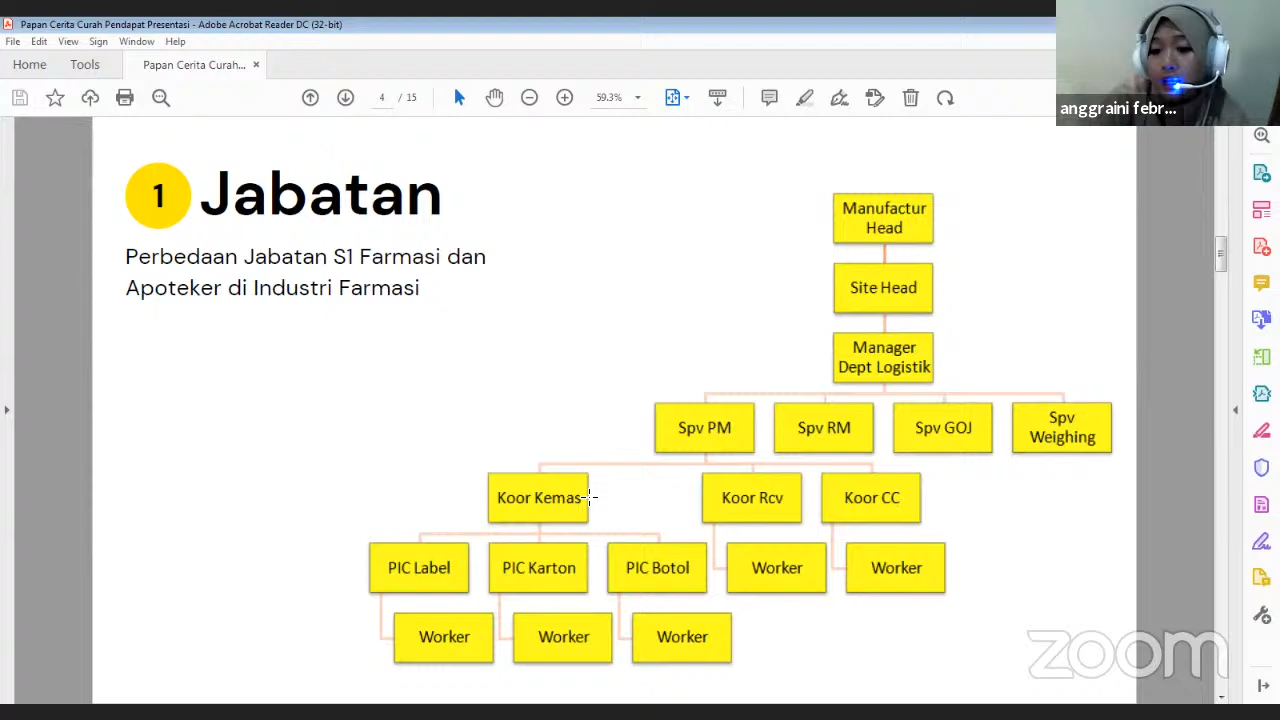 Papan Cerita Curah Pendapat Presentasi - Adobe Acrobat Reader DC (32-bit)
File Edit View Sign Window Help
Home Tools Papan Cerita Curah... ×
4 / 15 59.3%
anggraini febr...
1 Jabatan
Perbedaan Jabatan S1 Farmasi dan
Apoteker di Industri Farmasi
Manufactur
Head
Site Head
Manager
Dept Logistik
Spv PM
Spv RM
Spv GOJ
Spv
Weighing
Koor Kemas
Koor Rcv
Koor CC
PIC Label
PIC Karton
PIC Botol
Worker
Worker
Worker
Worker
Worker
zoom